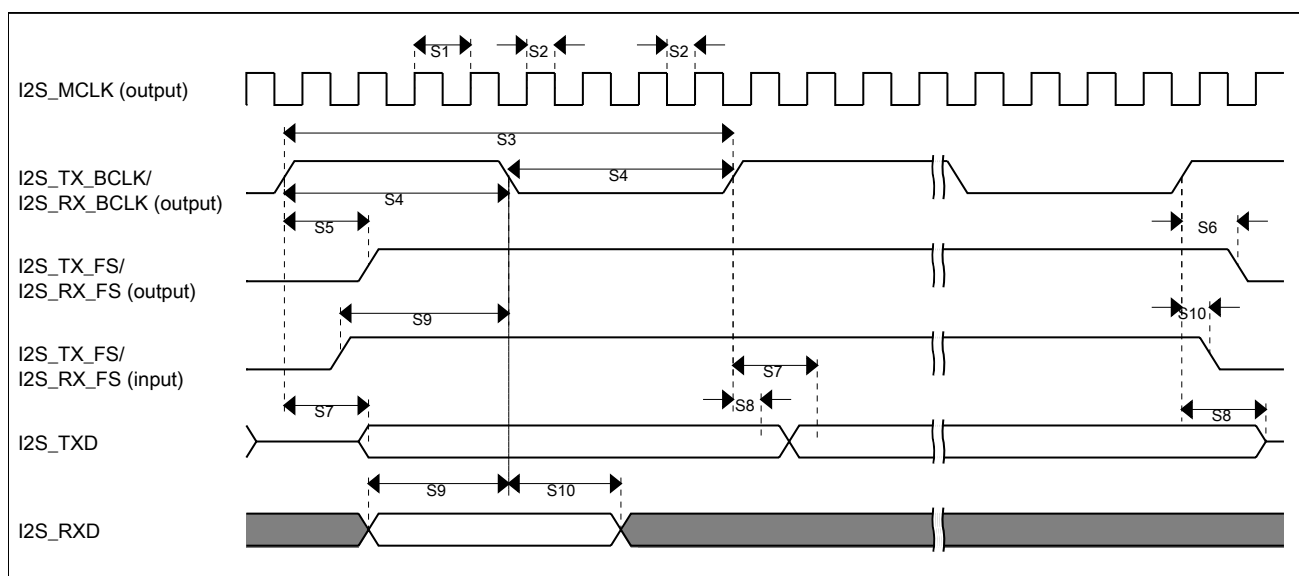 S1
S2
S2
I2S_MCLK (output)
S3
I2S_TX_BCLK/
I2S_RX_BCLK (output)
S4
S4
S5
S6
I2S_TX_FS/
I2S_RX_FS (output)
S9
S10
I2S_TX_FS/
I2S_RX_FS (input)
S7
S7
S8
S8
I2S_TXD
S9
S10
I2S_RXD